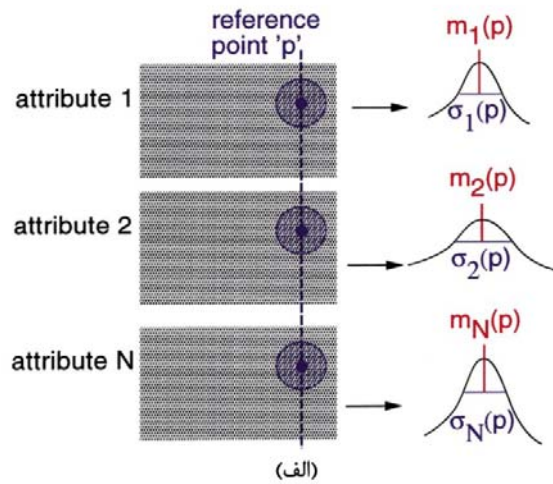 reference
point 'p'
m1(p)
attribute 1
σ1(p)
m2(p)
attribute 2
σ2(p)
mN(p)
attribute N
σN(p)
(الف)